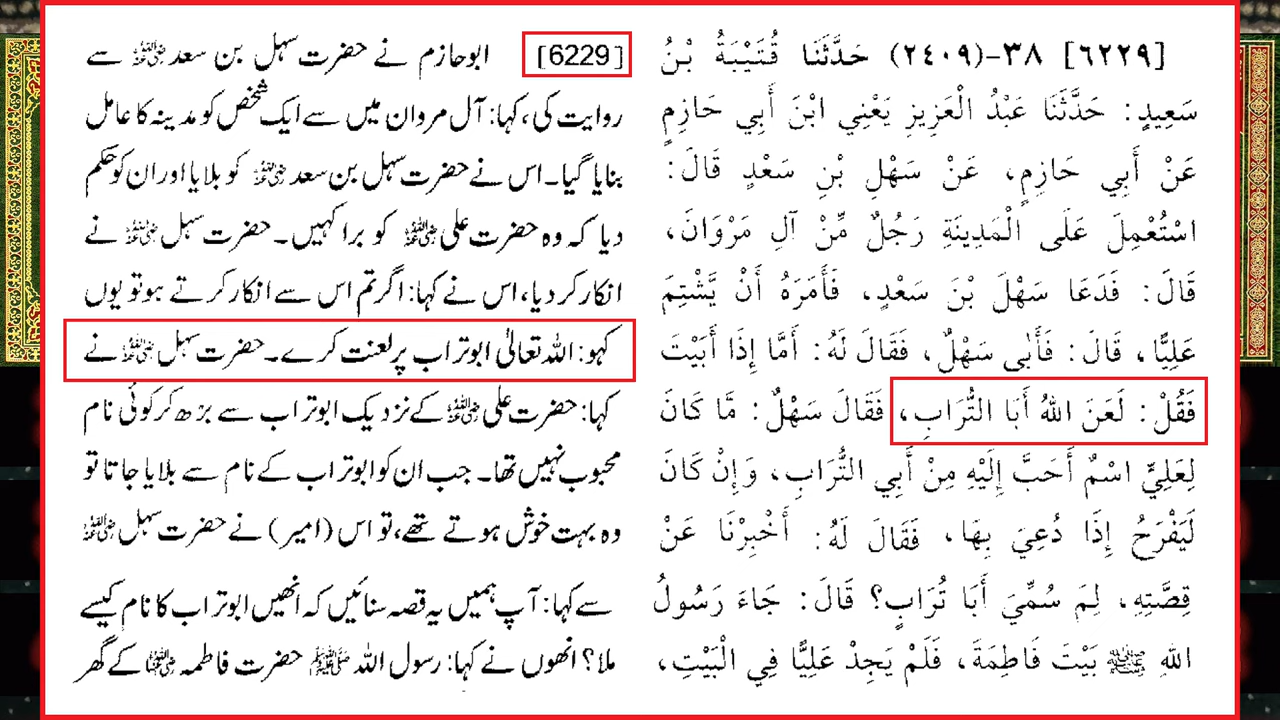 [٦٢٢٩] ٣٨-(٢٤٠٩) حَدَّثَنَا قُتَيْبَةُ بْنُ
سَعِيدٍ: حَدَّثَنَا عَبْدُ الْعَزِيزِ يَعْنِي ابْنَ أَبِي حَازِمٍ
عَنْ أَبِي حَازِمٍ، عَنْ سَهْلِ بْنِ سَعْدٍ قَالَ:
اسْتُعْمِلَ عَلَى الْمَدِينَةِ رَجُلٌ مِّنْ آلِ مَرْوَانَ،
قَالَ: فَدَعَا سَهْلَ بْنَ سَعْدٍ، فَأَمَرَهُ أَنْ يَّشْتِمَ
عَلِيًّا، قَالَ: فَأَبَى سَهْلٌ، فَقَالَ لَهُ: أَمَّا إِذَا أَبَيْتَ
فَقُلْ: لَعَنَ اللهُ أَبَا التُّرَابِ، فَقَالَ سَهْلٌ: مَّا كَانَ
لِعَلِيٍّ اسْمٌ أَحَبَّ إِلَيْهِ مِنْ أَبِي التُّرَابِ، وَإِنْ كَانَ
لَيَفْرَحُ إِذَا دُعِيَ بِهَا، فَقَالَ لَهُ: أَخْبِرْنَا عَنْ
قِصَّتِهِ، لِمَ سُمِّيَ أَبَا تُرَابٍ؟ قَالَ: جَاءَ رَسُولُ
اللهِ ﷺ بَيْتَ فَاطِمَةَ، فَلَمْ يَجِدْ عَلِيًّا فِي الْبَيْتِ،
[6229] ابوحازم نے حضرت سہل بن سعد رضی اللہ عنہ سے
روایت کی، کہا: آل مروان میں سے ایک شخص کو مدینہ کا عامل
بنایا گیا۔ اس نے حضرت سہل بن سعد رضی اللہ عنہ کو بلایا اور ان کو حکم
دیا کہ وہ حضرت علی رضی اللہ عنہ کو برا کہیں۔ حضرت سہل رضی اللہ عنہ نے
انکار کر دیا، اس نے کہا: اگر تم اس سے انکار کرتے ہو تو یوں
کہو: اللہ تعالیٰ ابوتراب پر لعنت کرے۔ حضرت سہل رضی اللہ عنہ نے
کہا: حضرت علی رضی اللہ عنہ کے نزدیک ابوتراب سے بڑھ کر کوئی نام
محبوب نہیں تھا۔ جب ان کو ابوتراب کے نام سے بلایا جاتا تو
وہ بہت خوش ہوتے تھے، تو اس (امیر) نے حضرت سہل رضی اللہ عنہ
سے کہا: آپ ہمیں یہ قصہ سنائیں کہ انھیں ابوتراب کا نام کیسے
ملا؟ انھوں نے کہا: رسول اللہ ﷺ حضرت فاطمہ رضی اللہ عنہا کے گھر